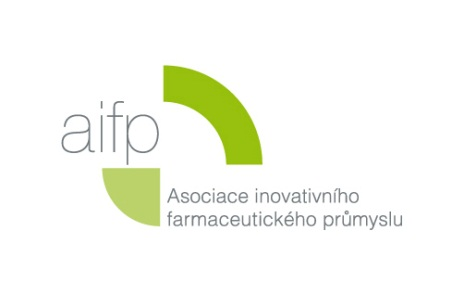 aifp
Asociace inovativního
farmaceutického průmyslu